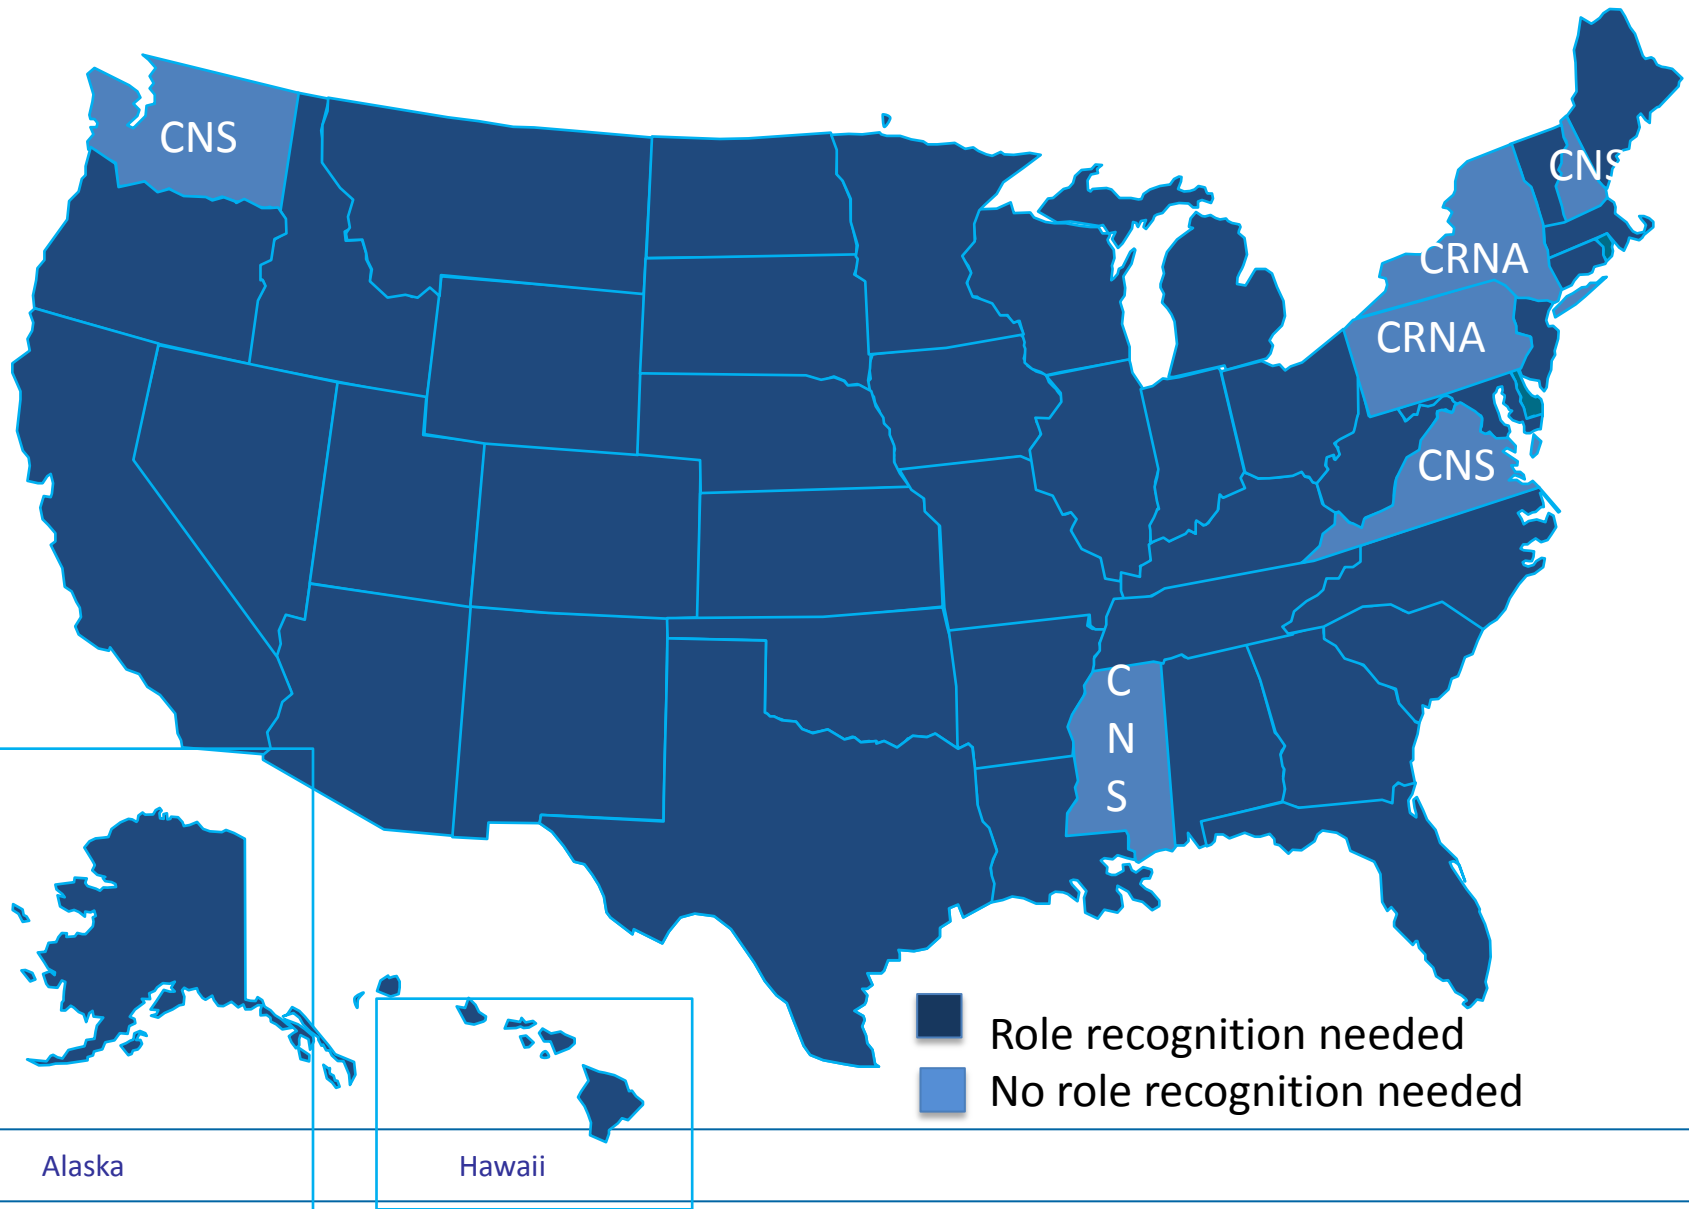 CNS
CNS
CRNA
CRNA
CNS
C
N
S
Role recognition needed
No role recognition needed
Alaska
Hawaii